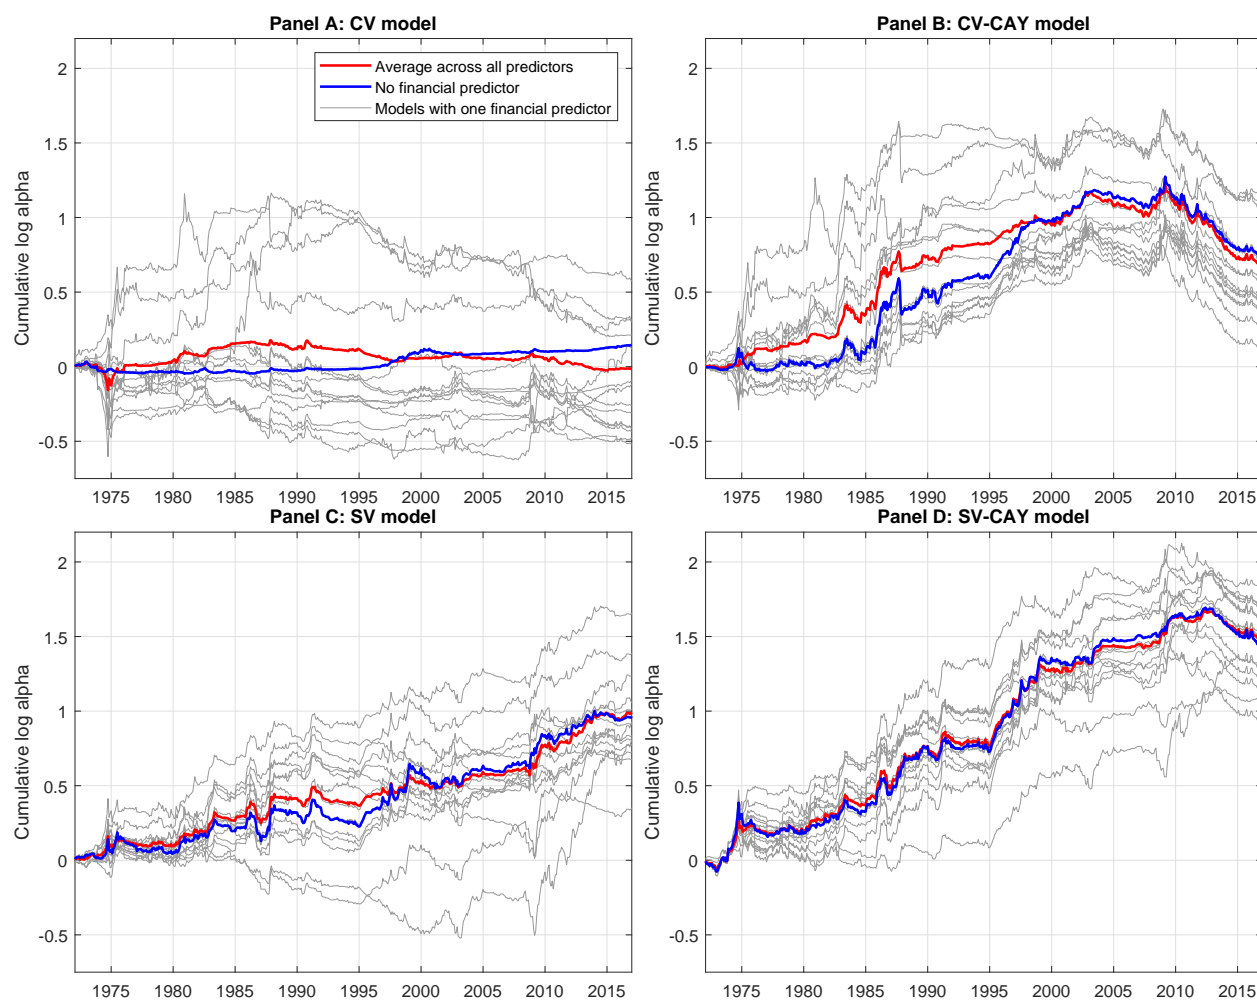 Panel A: CV model
Cumulative log alpha
2
1.5
1
0.5
0
-0.5
Average across all predictors
No financial predictor
Models with one financial predictor
1975 1980 1985 1990 1995 2000 2005 2010 2015
Panel B: CV-CAY model
Cumulative log alpha
2
1.5
1
0.5
0
-0.5
1975 1980 1985 1990 1995 2000 2005 2010 2015
Panel C: SV model
Cumulative log alpha
2
1.5
1
0.5
0
-0.5
1975 1980 1985 1990 1995 2000 2005 2010 2015
Panel D: SV-CAY model
Cumulative log alpha
2
1.5
1
0.5
0
-0.5
1975 1980 1985 1990 1995 2000 2005 2010 2015